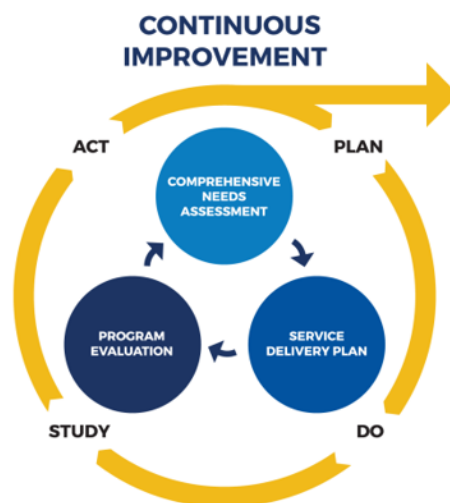 CONTINUOUS
IMPROVEMENT
ACT
PLAN
COMPREHENSIVE
NEEDS
ASSESSMENT
PROGRAM
EVALUATION
SERVICE
DELIVERY PLAN
STUDY
DO